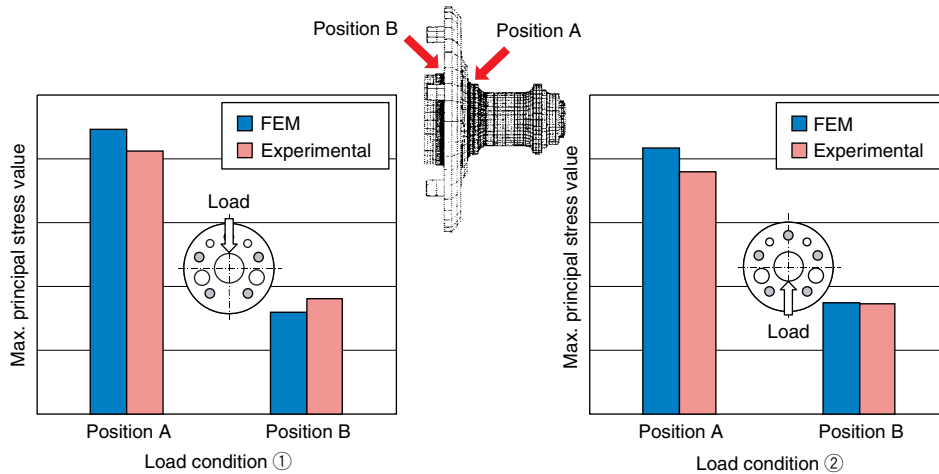 Position B
Position A
Max. principal stress value
FEM
Experimental
Load
Position A
Position B
Load condition ①
Max. principal stress value
FEM
Experimental
Load
Position A
Position B
Load condition ②